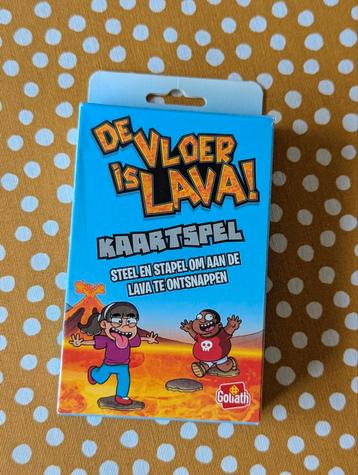 DE VLOER
IS LAVA!
KAARTSPEL
STEEL EN STAPEL OM AAN DE
LAVA TE ONTSNAPPEN
Goliath